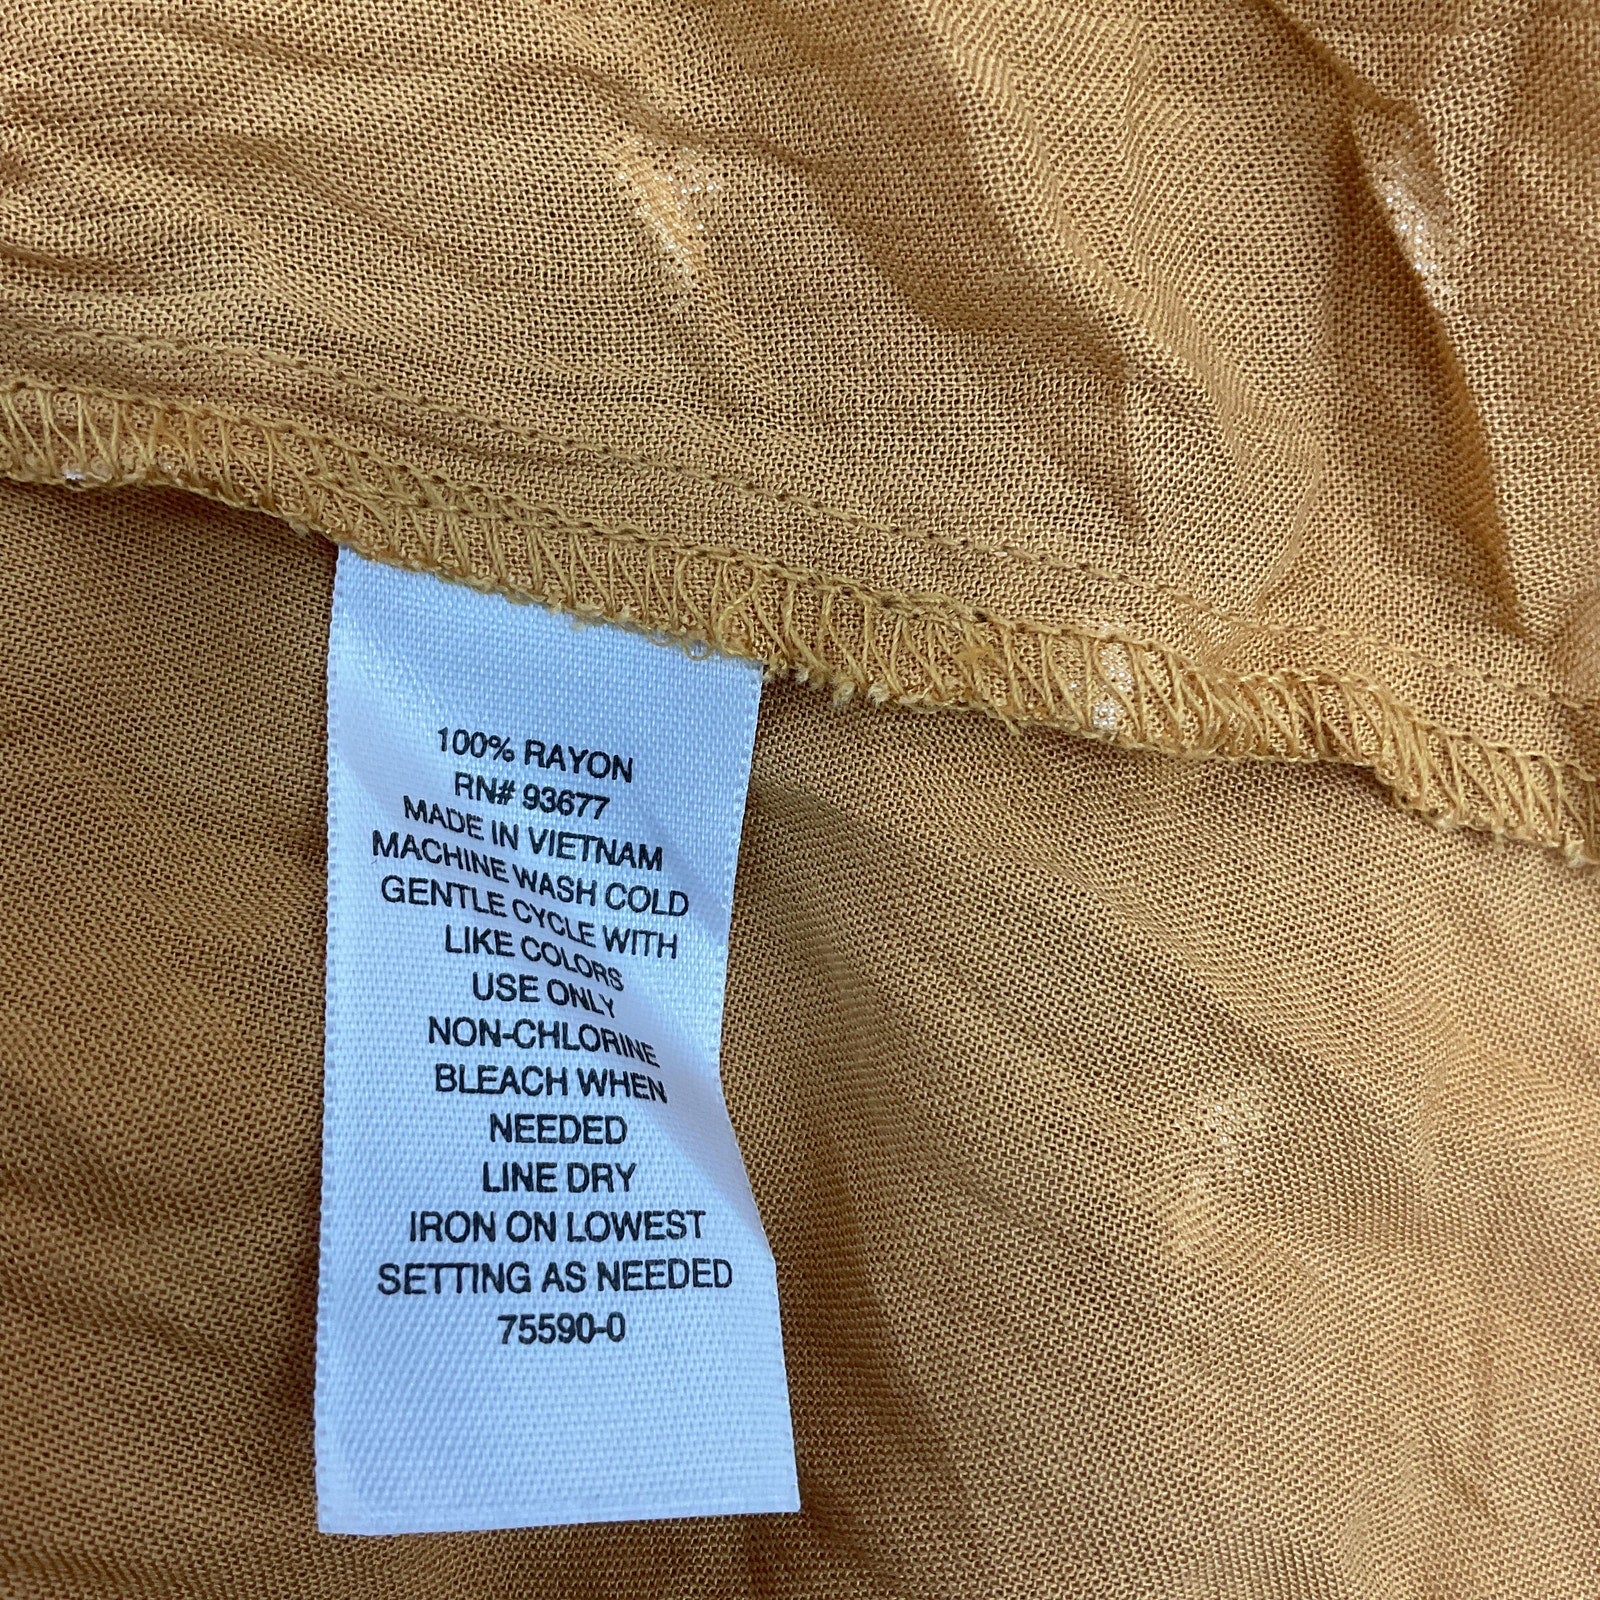 100% RAYON
RN# 93677
MADE IN VIETNAM
MACHINE WASH COLD
GENTLE CYCLE WITH
LIKE COLORS
USE ONLY
NON-CHLORINE
BLEACH WHEN
NEEDED
LINE DRY
IRON ON LOWEST
SETTING AS NEEDED
75590-0